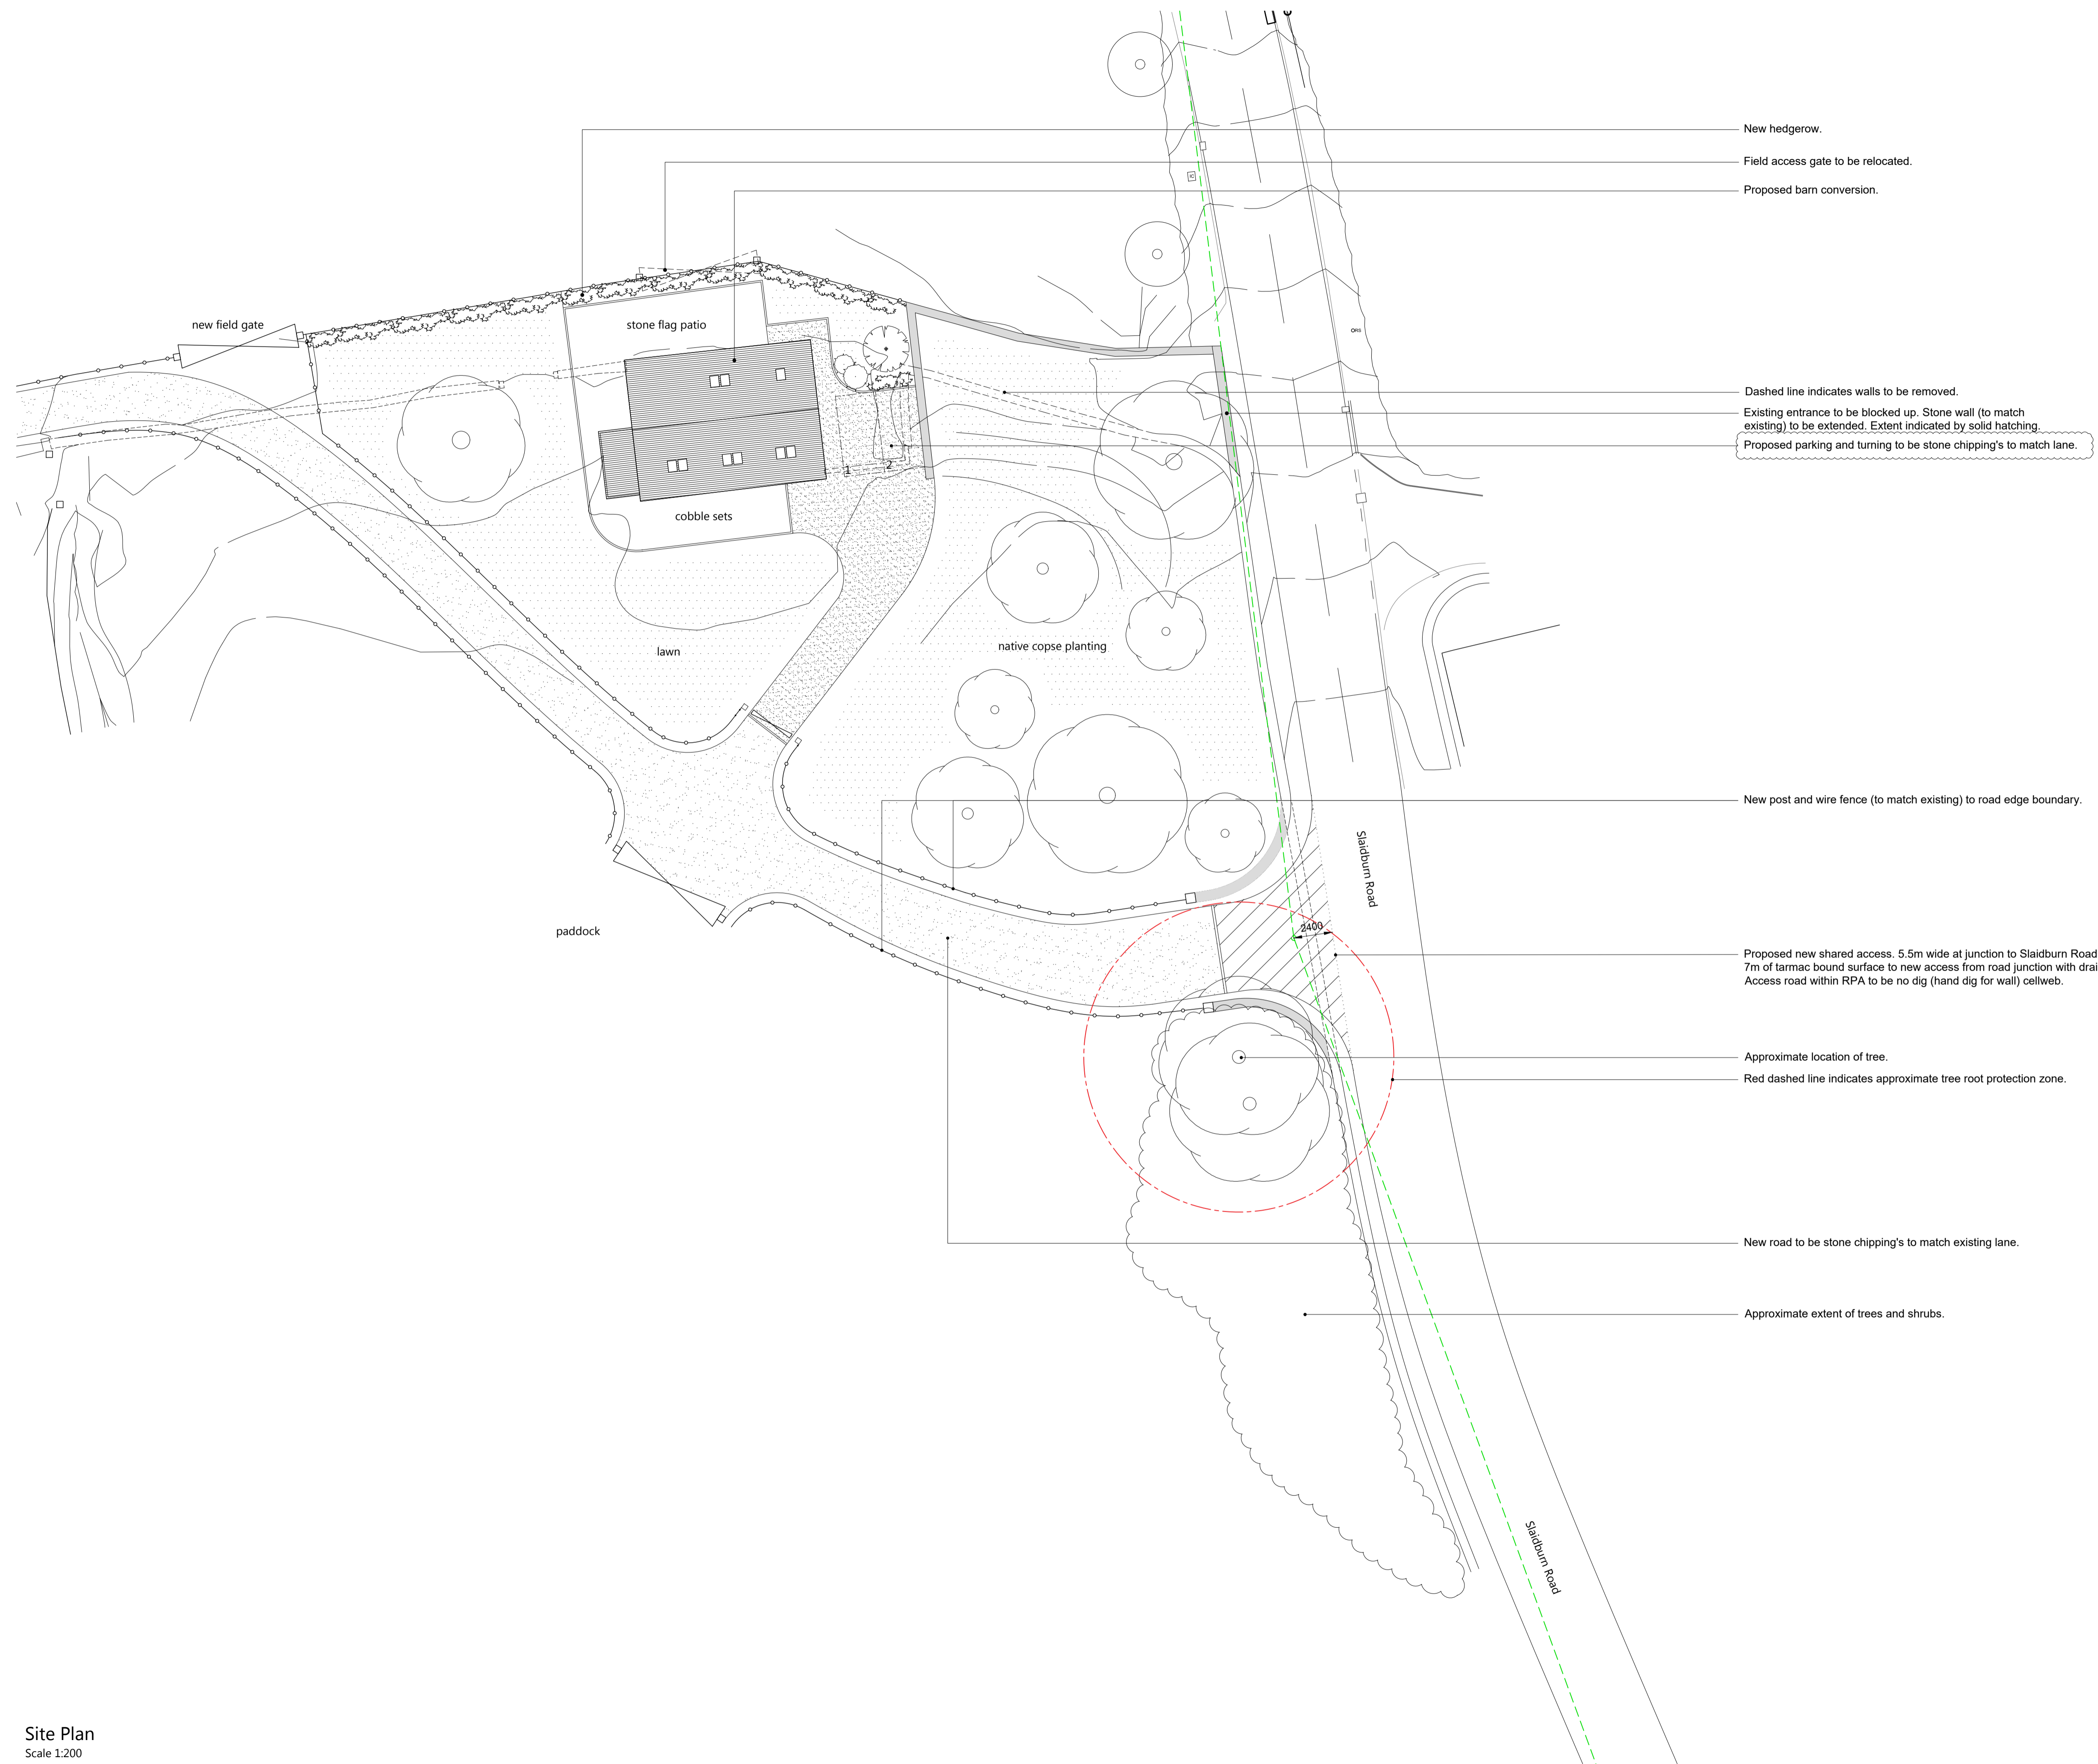 New hedgerow.
Field access gate to be relocated.
Proposed barn conversion.
new field gate
stone flag patio
IC
Dashed line indicates walls to be removed.
Existing entrance to be blocked up. Stone wall (to match
existing) to be extended. Extent indicated by solid hatching.
Proposed parking and turning to be stone chipping's to match lane.
1
2
cobble sets
lawn
native copse planting
New post and wire fence (to match existing) to road edge boundary.
Slaidburn Road
2400
paddock
Proposed new shared access. 5.5m wide at junction to Slaidburn Road
7m of tarmac bound surface to new access from road junction with drai
Access road within RPA to be no dig (hand dig for wall) cellweb.
Approximate location of tree.
Red dashed line indicates approximate tree root protection zone.
New road to be stone chipping's to match existing lane.
Approximate extent of trees and shrubs.
Slaidburn Road
Site Plan
Scale 1:200